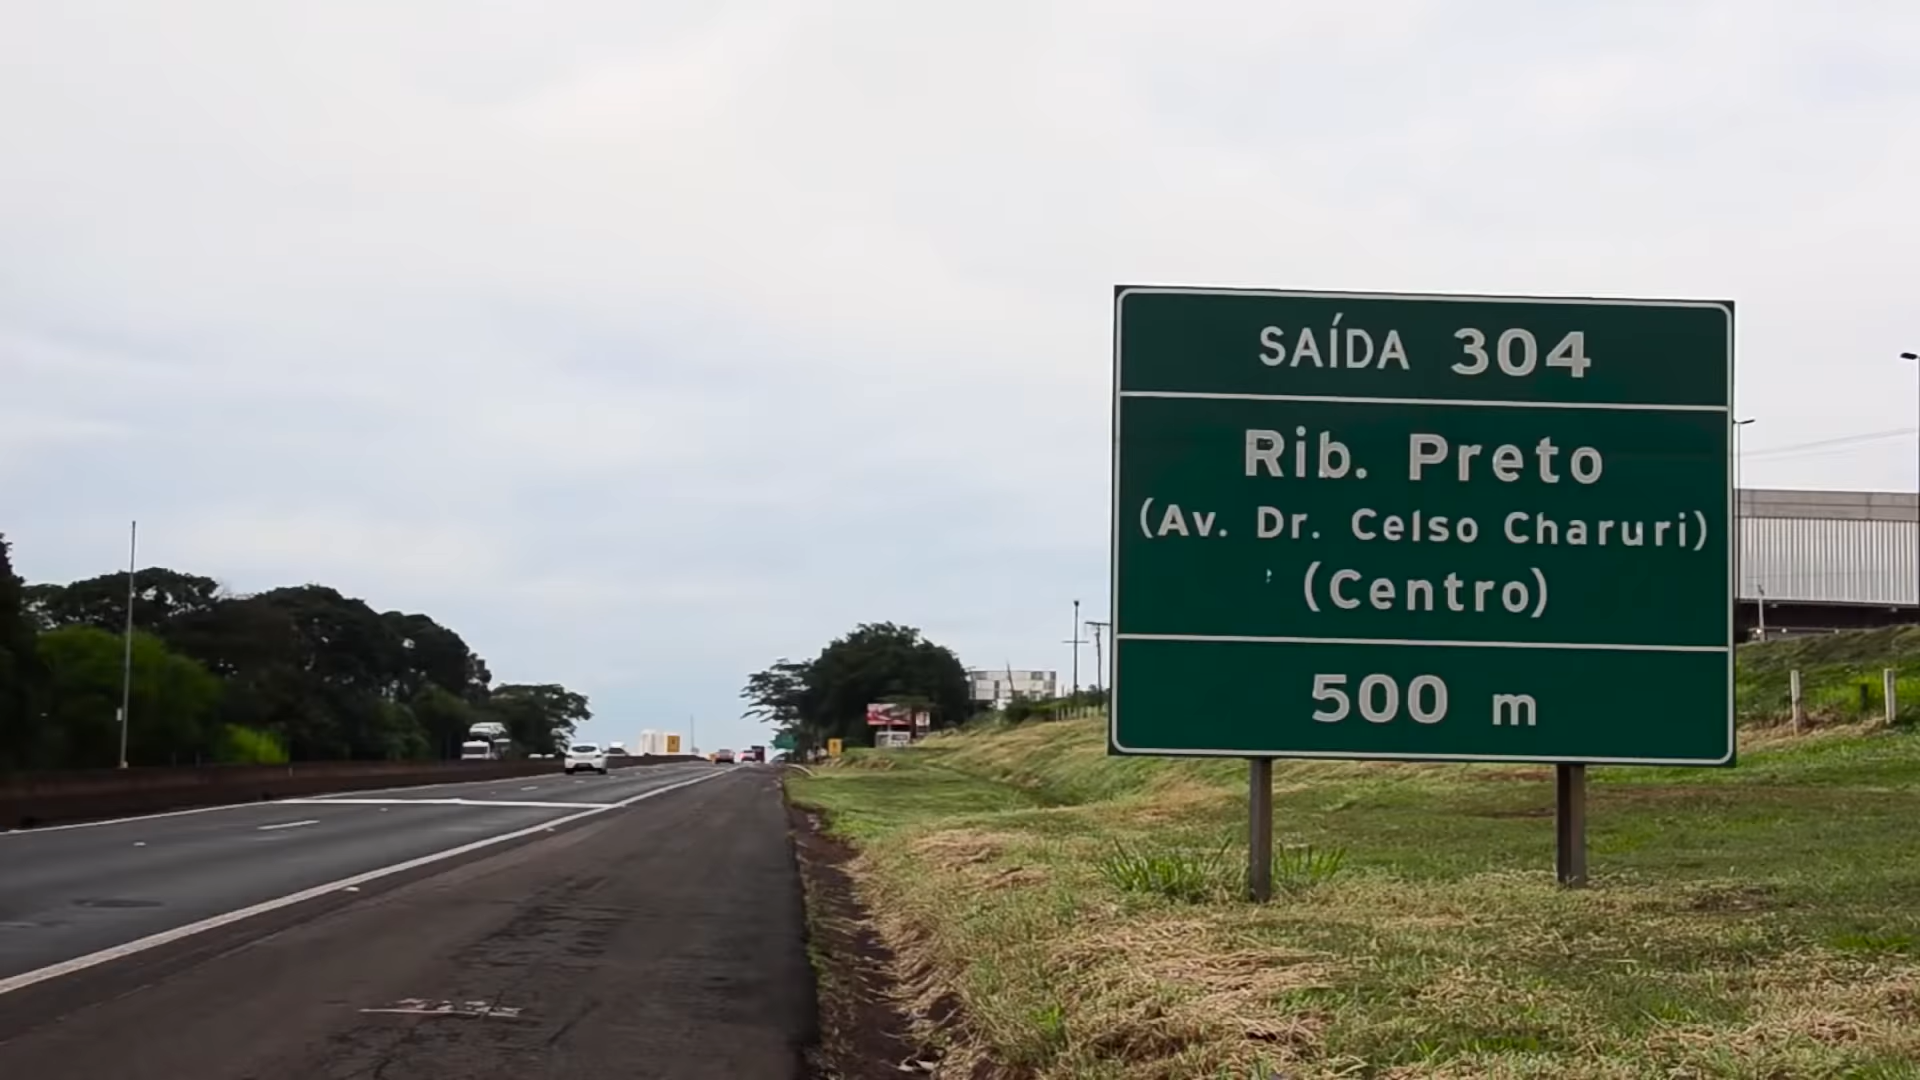 SAÍDA 304
Rib. Preto
(Av. Dr. Celso Charuri)
(Centro)
500 m